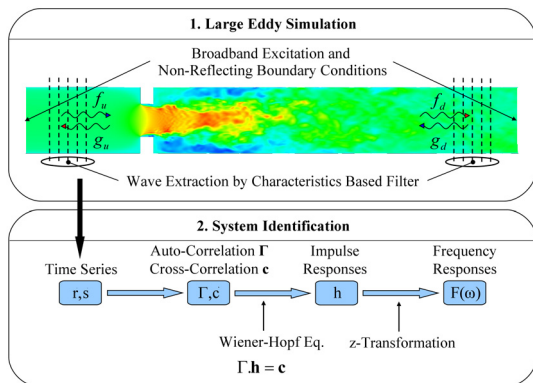 1. Large Eddy Simulation
Broadband Excitation and
Non-Reflecting Boundary Conditions
f_u
f_d
g_u
g_d
Wave Extraction by Characteristics Based Filter
2. System Identification
Auto-Correlation Γ
Cross-Correlation c
Impulse
Responses
Frequency
Responses
Time Series
r,s
Γ,c
h
F(ω)
Wiener-Hopf Eq.
z-Transformation
Γ.h = c